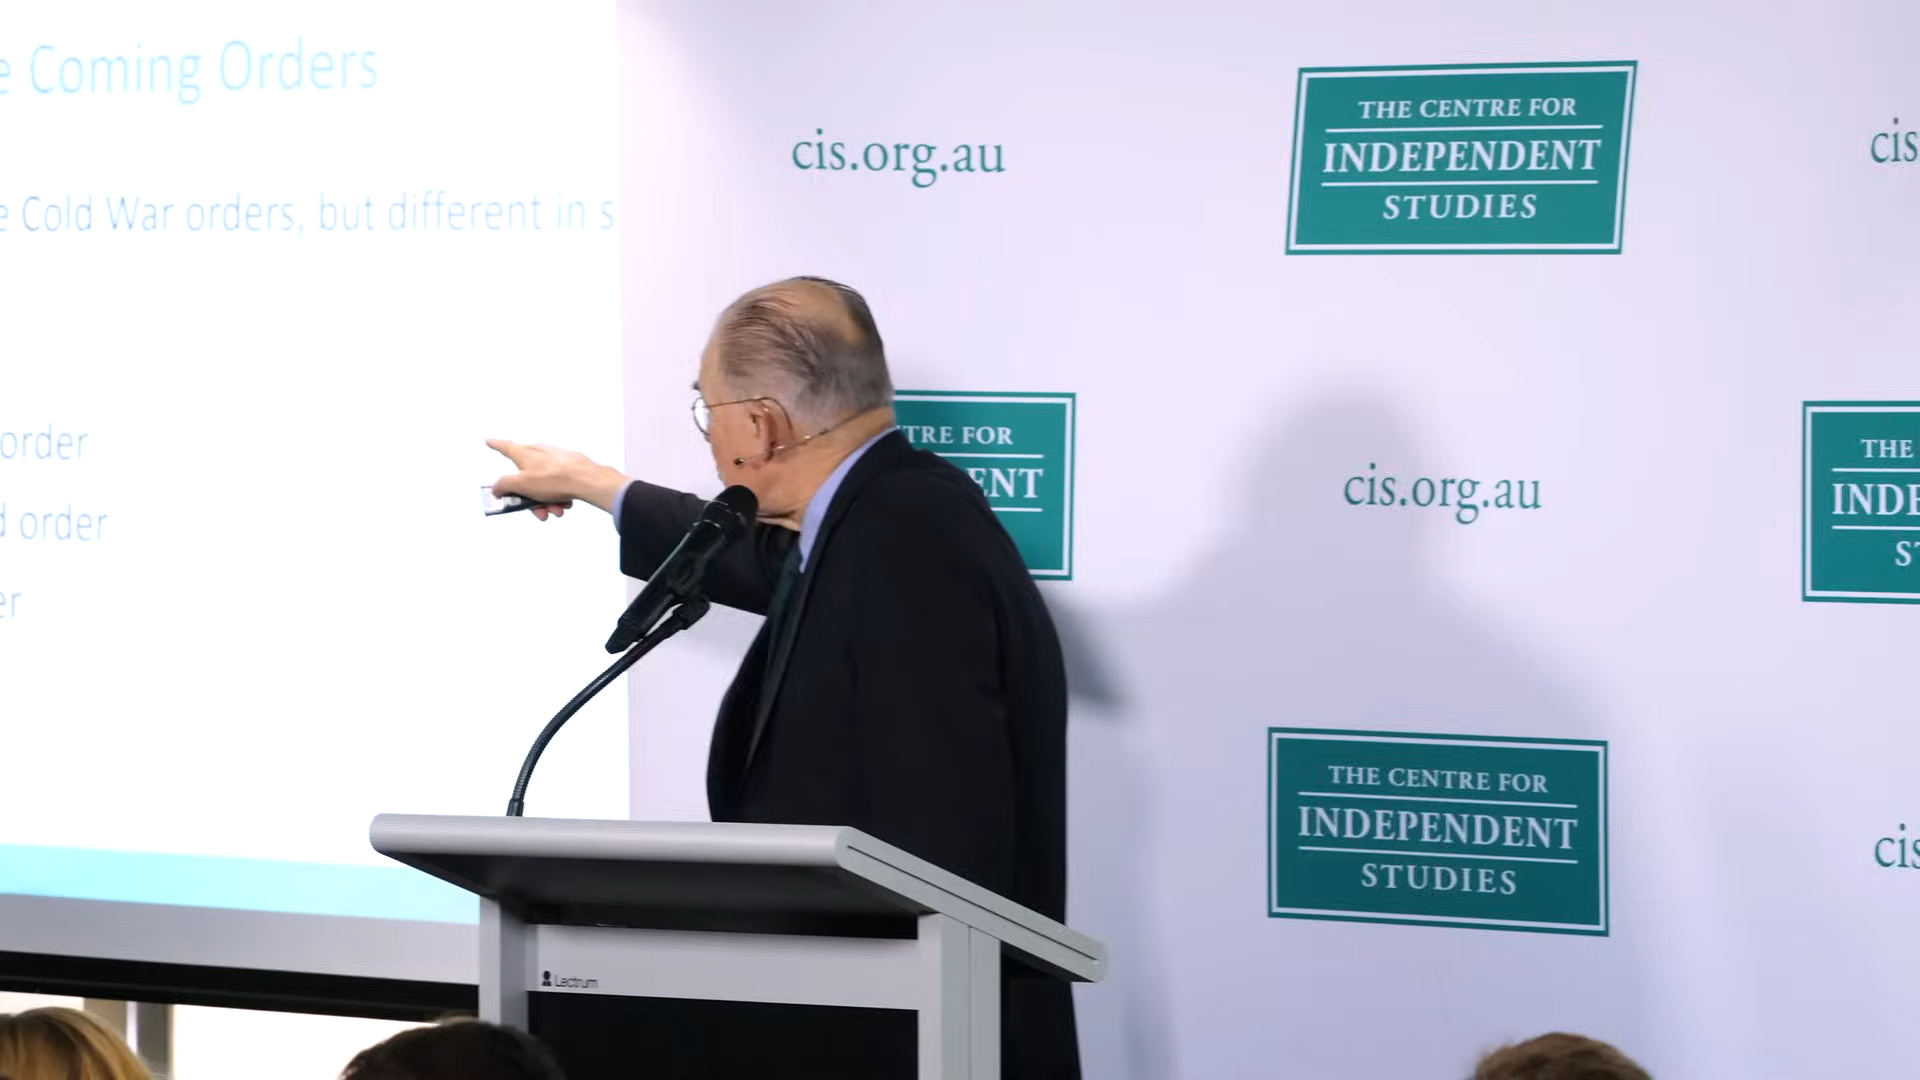 Coming Orders
Cold War orders, but different in s
order
order
cis.org.au
THE CENTRE FOR
INDEPENDENT
STUDIES
cis
TRE FOR
ENT
cis.org.au
THE
INDE
S
THE CENTRE FOR
INDEPENDENT
STUDIES
cis
Lectrum